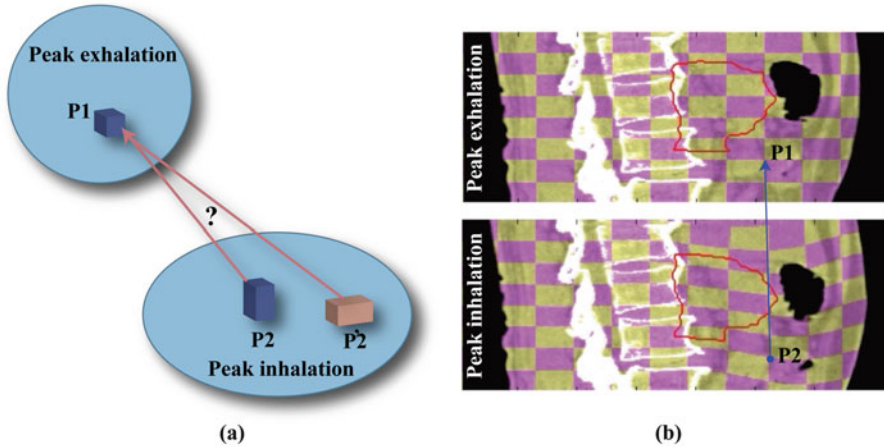 Peak exhalation
P1
?
P2
P'2
Peak inhalation
(a)
Peak exhalation
P1
Peak inhalation
P2
(b)